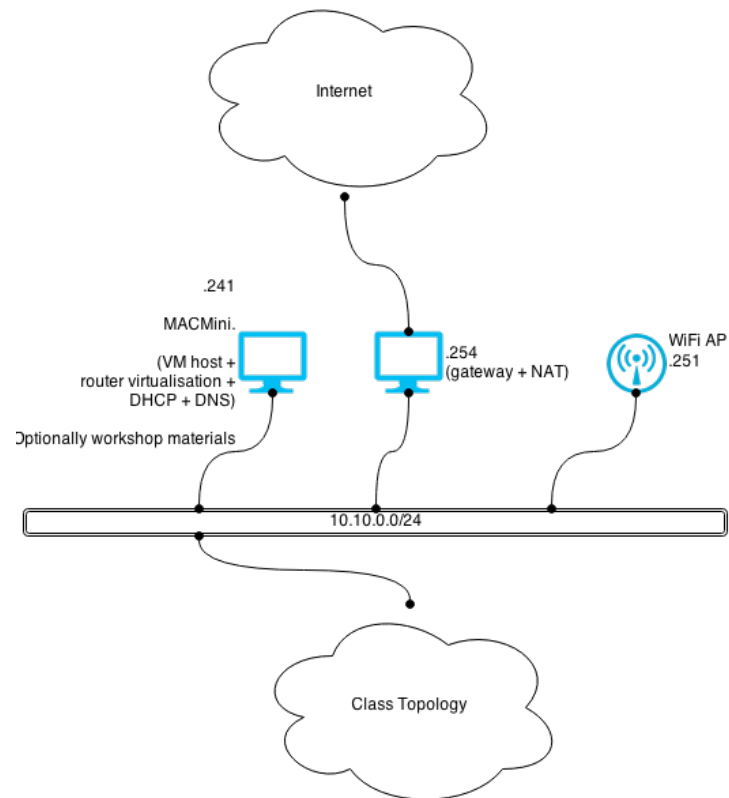 Internet
.241
MACMini.
(VM host +
router virtualisation +
DHCP + DNS)
Optionally workshop materials
.254
(gateway + NAT)
WiFi AP
.251
10.10.0.0/24
Class Topology